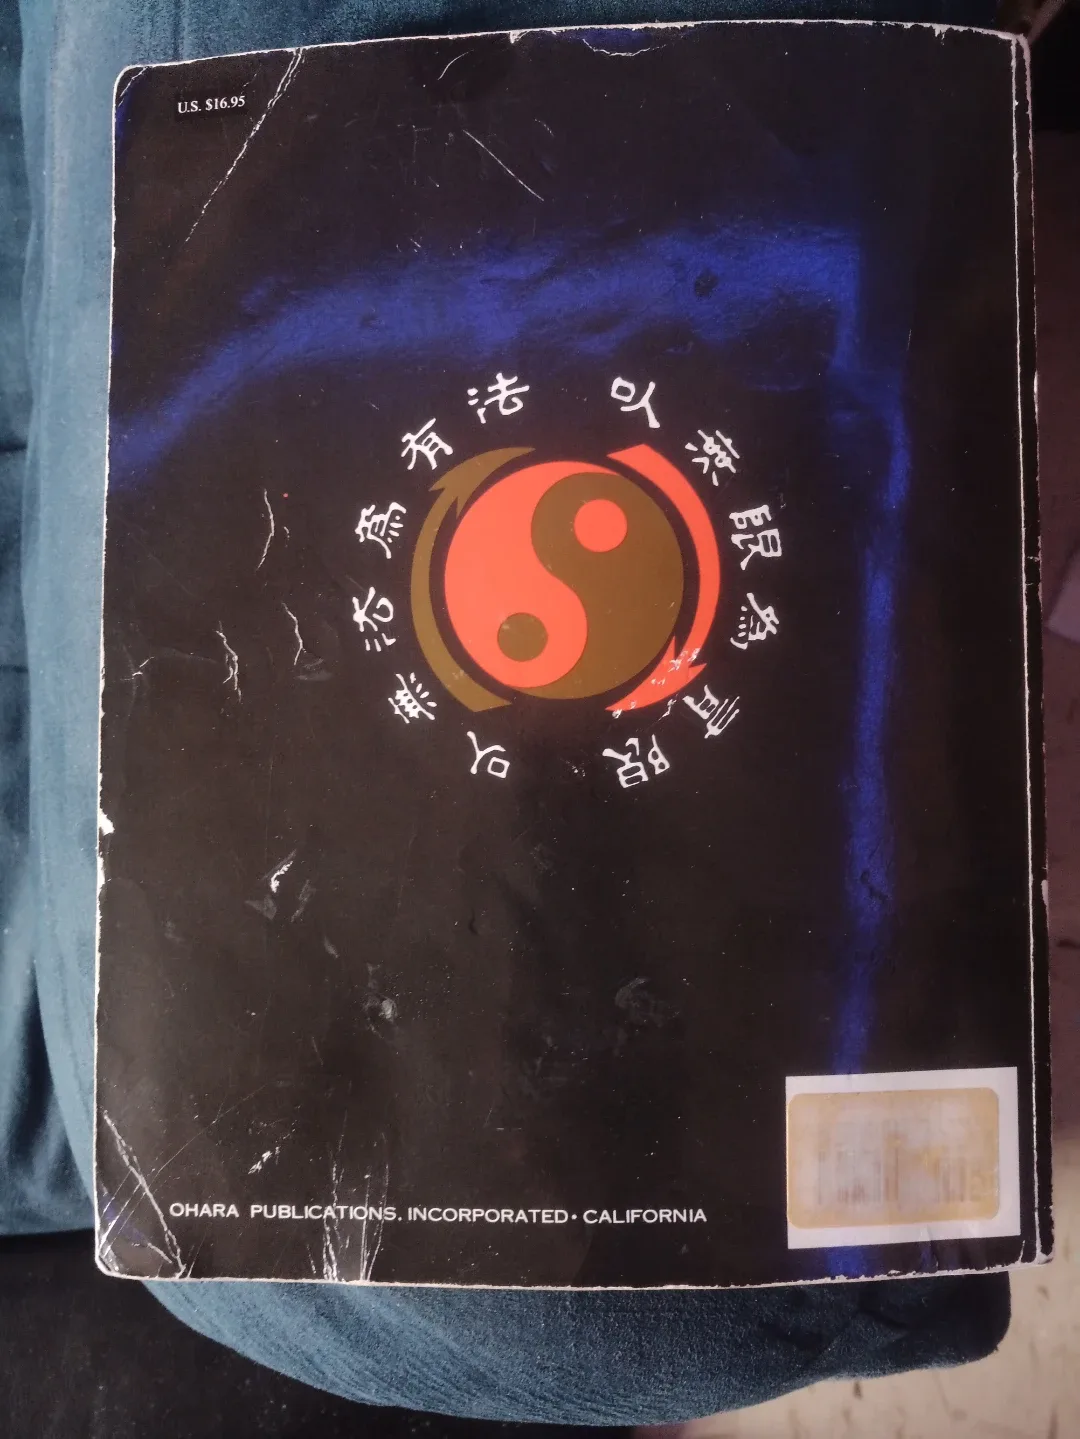 U.S. $16.95
以無限為有限
以無法為有法
OHARA PUBLICATIONS, INCORPORATED • CALIFORNIA